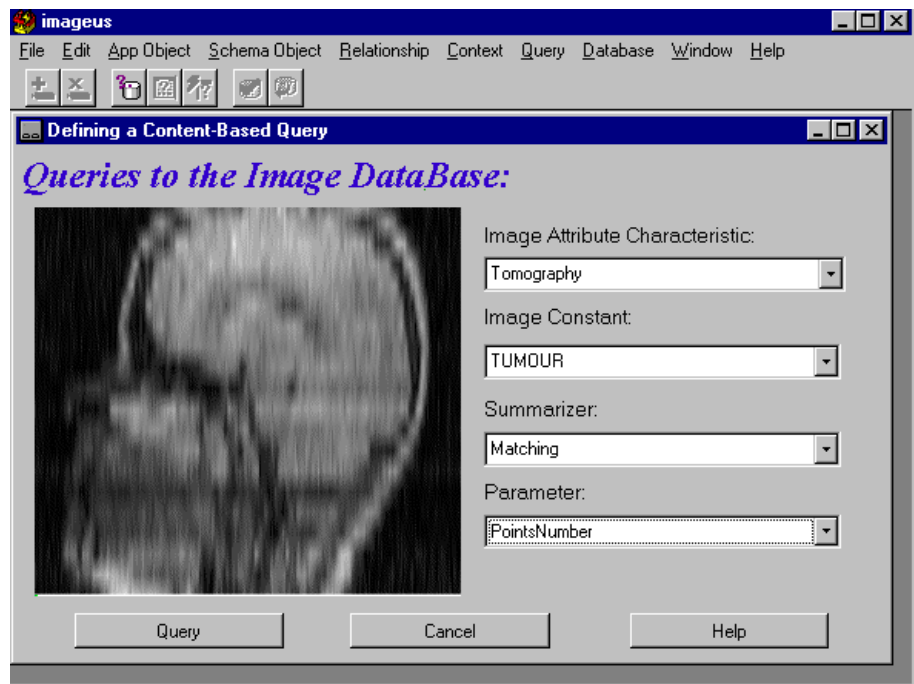 imageus
File Edit App Object Schema Object Relationship Context Query Database Window Help
Defining a Content-Based Query
Queries to the Image DataBase:
Image Attribute Characteristic:
Tomography
Image Constant:
TUMOUR
Summarizer:
Matching
Parameter:
PointsNumber
Query Cancel Help